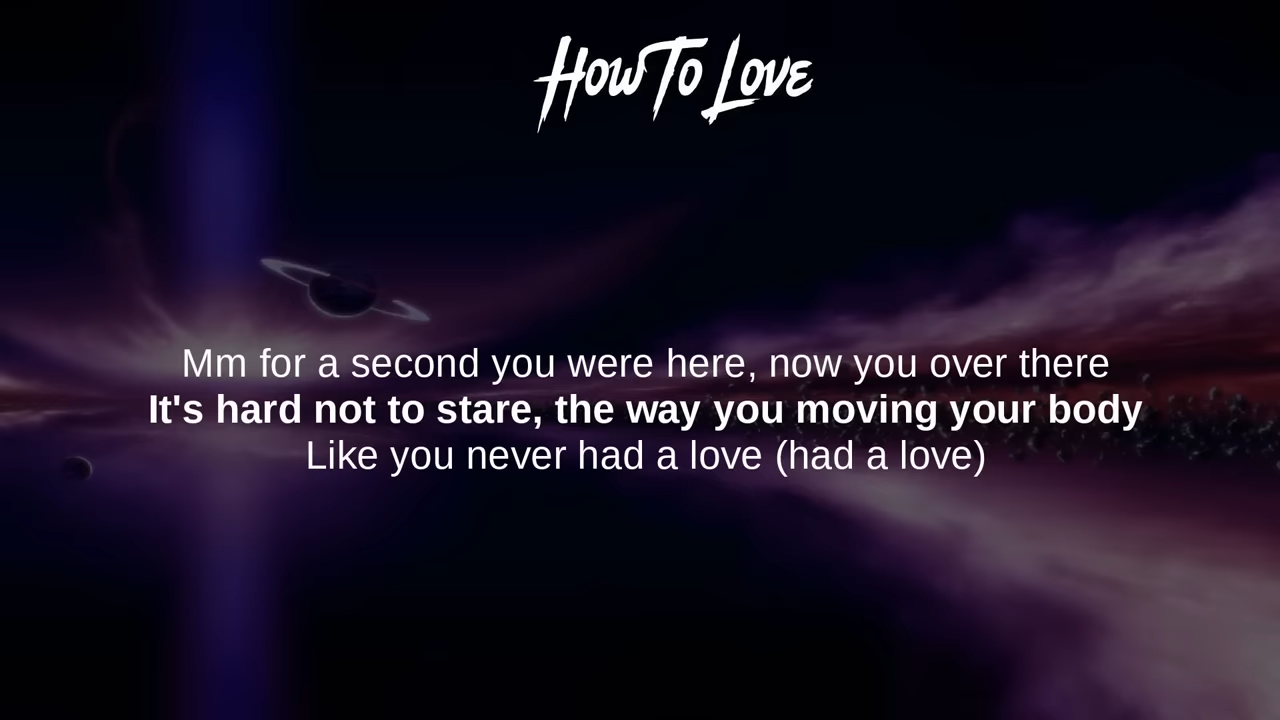 How To Love
Mm for a second you were here, now you over there
It's hard not to stare, the way you moving your body
Like you never had a love (had a love)